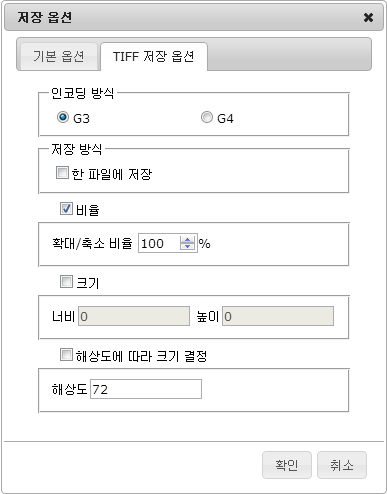 저장 옵션
기본 옵션 TIFF 저장 옵션
인코딩 방식
G3 G4
저장 방식
한 파일에 저장
비율
확대/축소 비율 100 %
크기
너비 0 높이 0
해상도에 따라 크기 결정
해상도 72
확인 취소